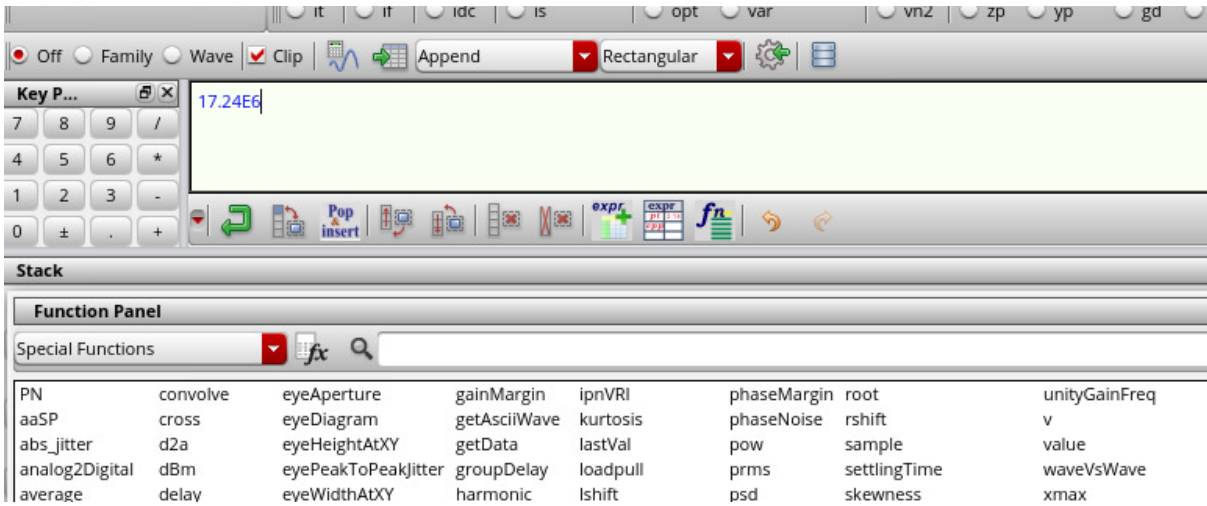 it if idc is opt var vn2 zp yp gd
Off Family Wave Clip Append Rectangular
Key P...
17.24E6
7 8 9 /
4 5 6 *
1 2 3 -
0 ± . +
Pop & insert expr expr fn
Stack
Function Panel
Special Functions fx
PN convolve eyeAperture gainMargin ipnVRI phaseMargin root unityGainFreq
aaSP cross eyeDiagram getAsciiWave kurtosis phaseNoise rshift v
abs_jitter d2a eyeHeightAtXY getData lastVal pow sample value
analog2Digital dBm eyePeakToPeakJitter groupDelay loadpull prms settlingTime waveVsWave
average delay eyeWidthAtXY harmonic lshift psd skewness xmax